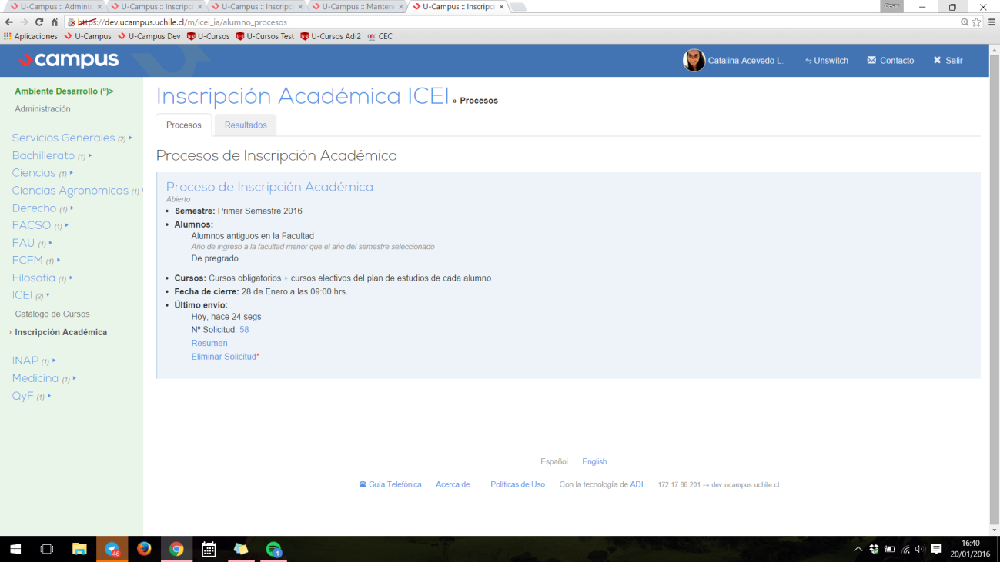 U-Campus :: Adminis
U-Campus :: Inscripci
U-Campus :: Inscripci
U-Campus :: Manten
U-Campus :: Inscripci
Cesar
https://dev.ucampus.uchile.cl/m/icei_ia/alumno_procesos
Aplicaciones U-Campus U-Campus Dev U-Cursos U-Cursos Test U-Cursos Adi2 CEC CEC
campus
Catalina Acevedo L. Unswitch Contacto Salir
Ambiente Desarrollo (º)>
Administración
Servicios Generales (2)
Bachillerato (1)
Ciencias (1)
Ciencias Agronómicas (1)
Derecho (1)
FACSO (1)
FAU (1)
FCFM (1)
Filosofía (1)
ICEI (2)
Catálogo de Cursos
› Inscripción Académica
INAP (1)
Medicina (1)
QyF (1)
Inscripción Académica ICEI » Procesos
Procesos Resultados
Procesos de Inscripción Académica
Proceso de Inscripción Académica
Abierto
• Semestre: Primer Semestre 2016
• Alumnos:
Alumnos antiguos en la Facultad
Año de ingreso a la facultad menor que el año del semestre seleccionado
De pregrado
• Cursos: Cursos obligatorios + cursos electivos del plan de estudios de cada alumno
• Fecha de cierre: 28 de Enero a las 09:00 hrs.
• Último envío:
Hoy, hace 24 segs
Nº Solicitud: 58
Resumen
Eliminar Solicitud*
Español English
Guía Telefónica Acerca de... Políticas de Uso Con la tecnología de ADI 172.17.86.201 → dev.ucampus.uchile.cl
46
1
16:40
20/01/2016